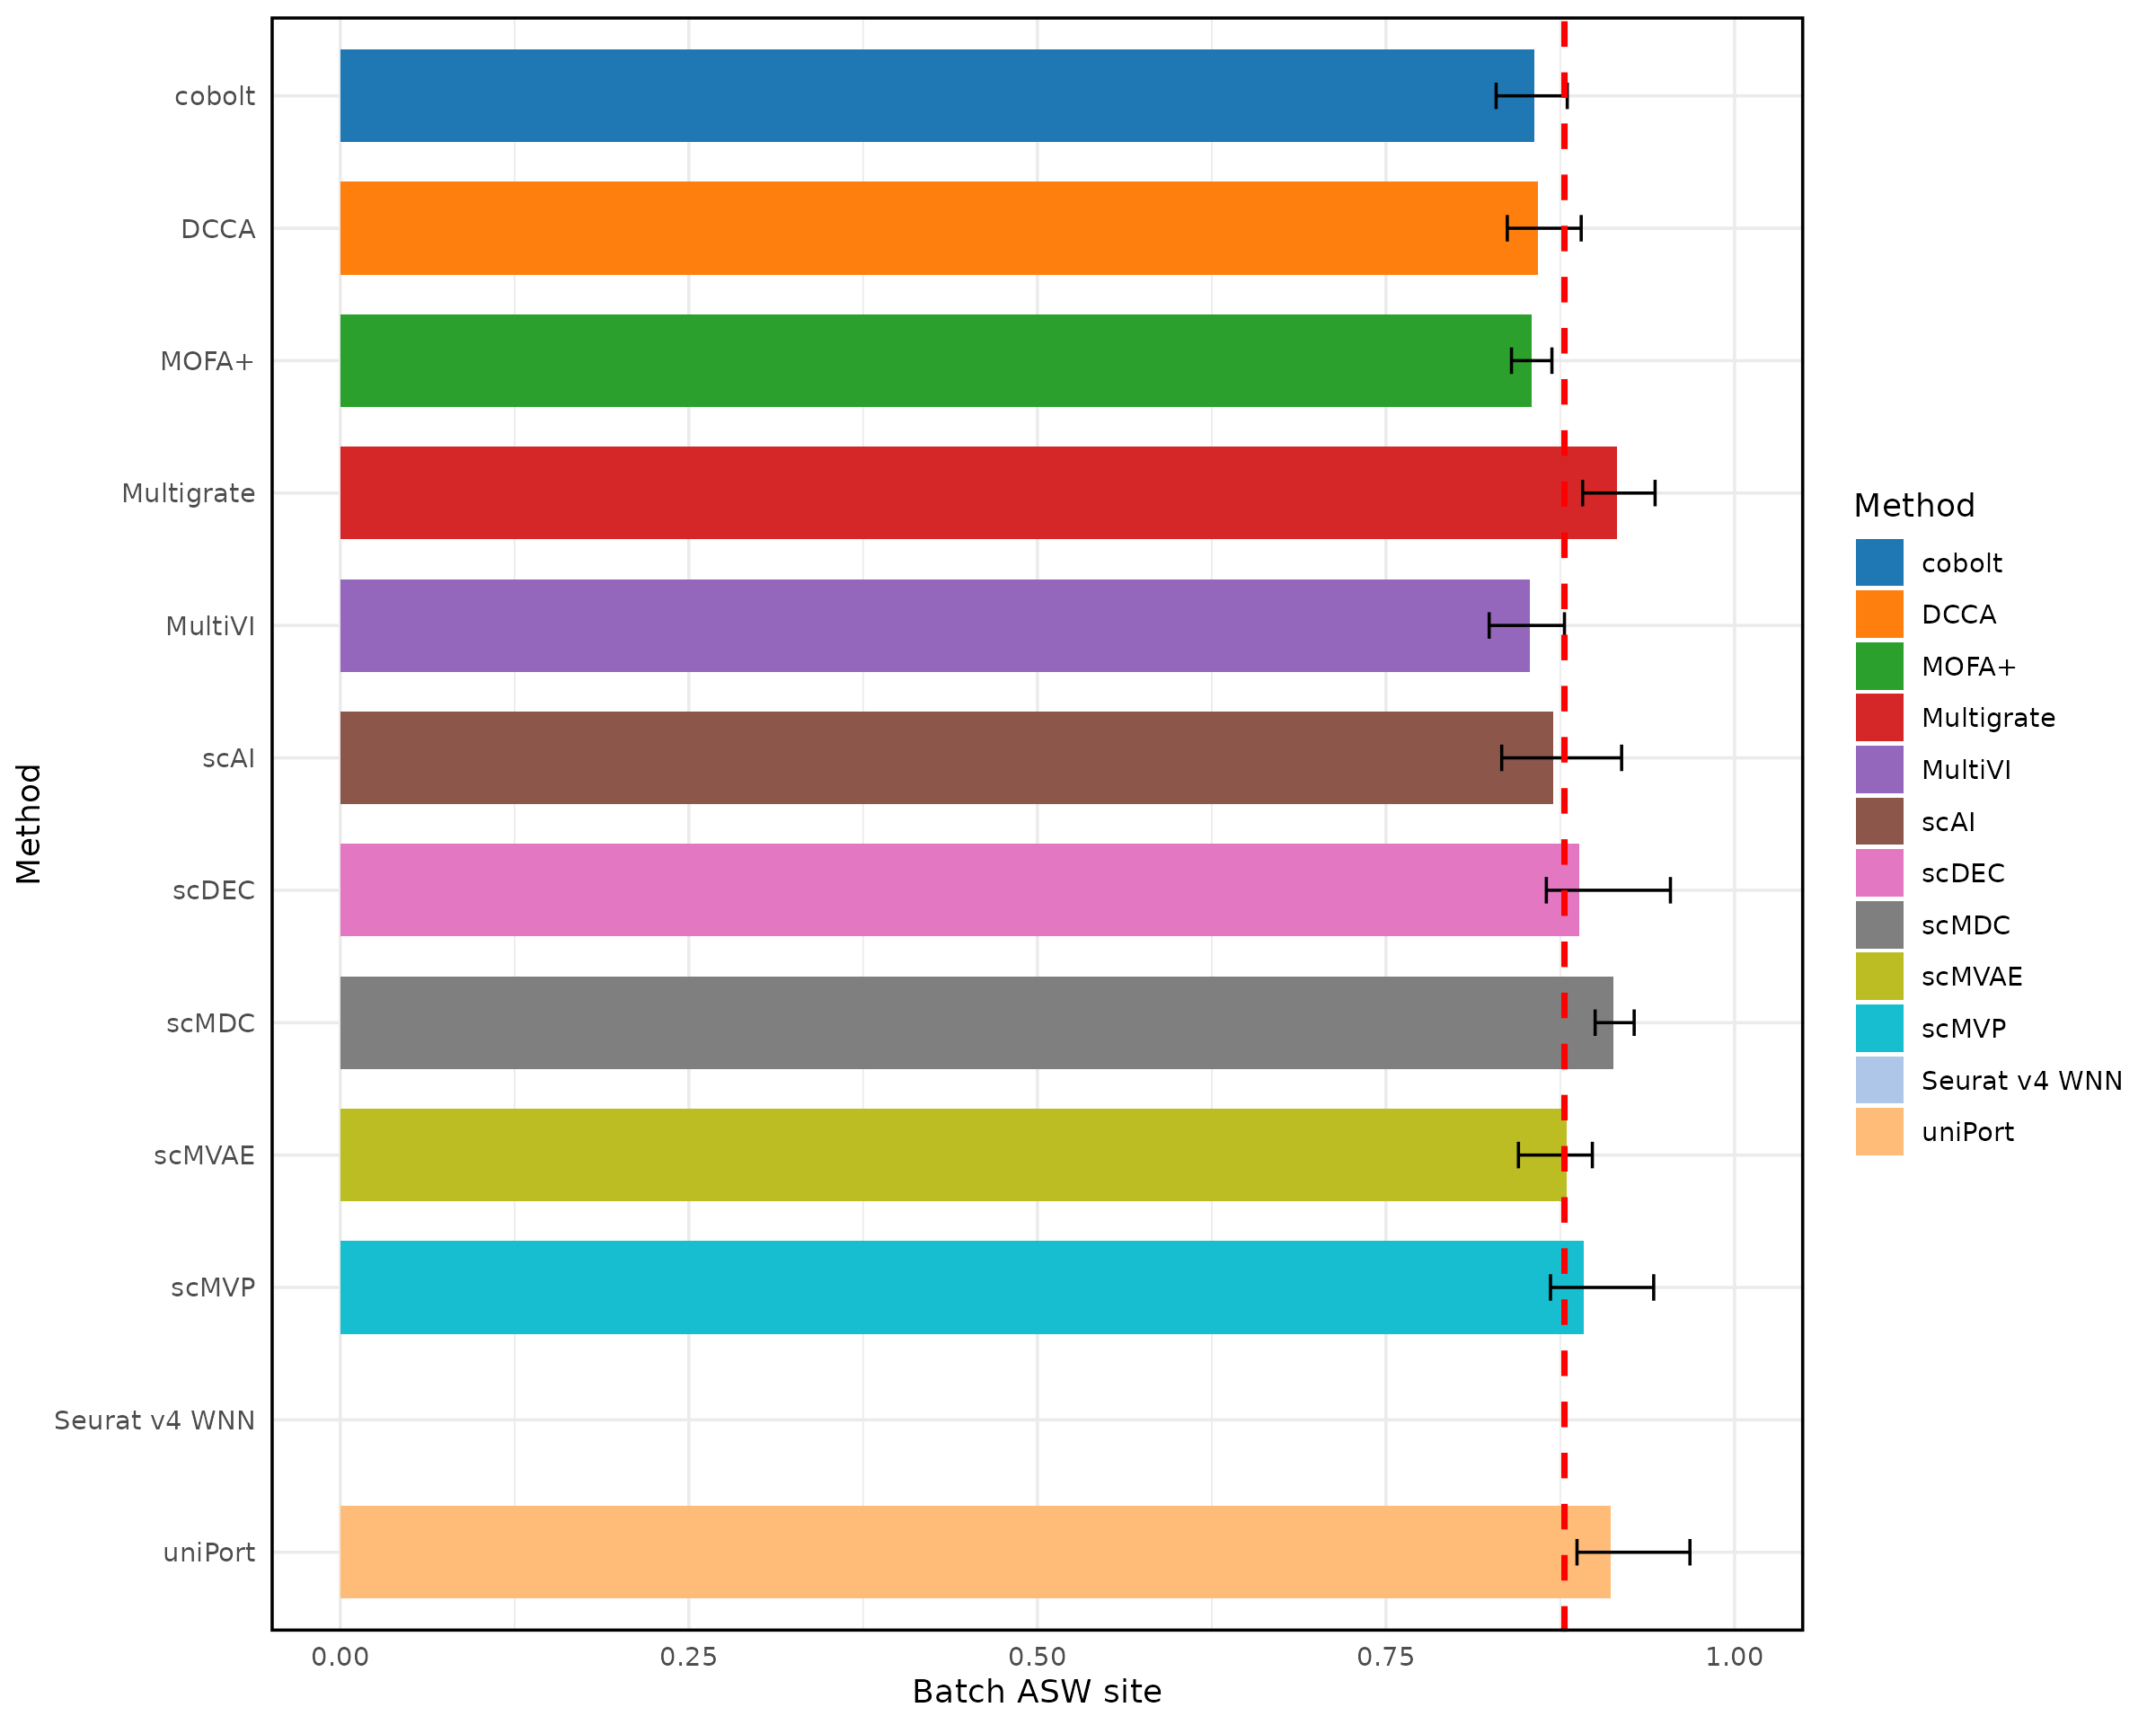 Method
cobolt
DCCA
MOFA+
Multigrate
MultiVI
scAI
scDEC
scMDC
scMVAE
scMVP
Seurat v4 WNN
uniPort
0.00 0.25 0.50 0.75 1.00
Batch ASW site
Method
cobolt
DCCA
MOFA+
Multigrate
MultiVI
scAI
scDEC
scMDC
scMVAE
scMVP
Seurat v4 WNN
uniPort